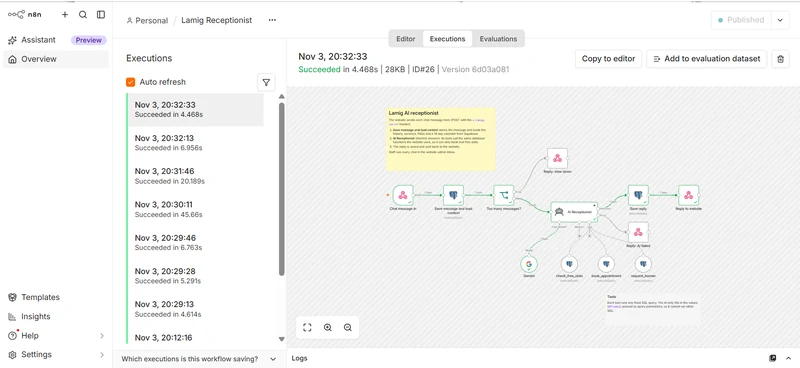 n8n
Personal / Lamig Receptionist ...
Published
Assistant
Preview
Overview
Editor
Executions
Evaluations
Executions
Auto refresh
Nov 3, 20:32:33
Succeeded in 4.468s
Nov 3, 20:32:13
Succeeded in 6.956s
Nov 3, 20:31:46
Succeeded in 20.189s
Nov 3, 20:30:11
Succeeded in 45.66s
Nov 3, 20:29:46
Succeeded in 6.763s
Nov 3, 20:29:28
Succeeded in 5.291s
Nov 3, 20:29:13
Succeeded in 4.614s
Nov 3, 20:12:16
Which executions is this workflow saving?
Templates
Insights
Help
Settings
Nov 3, 20:32:33
Succeeded in 4.468s | 28KB | ID#26 | Version 6d03a081
Copy to editor
Add to evaluation dataset
Lamig AI receptionist
Reply: slow down
Chat message in
Save message and load context
Too many messages?
AI Receptionist
Save reply
Reply to website
Reply: AI failed
Gemini
check_free_slots
book_appointment
request_human
Tools
Logs